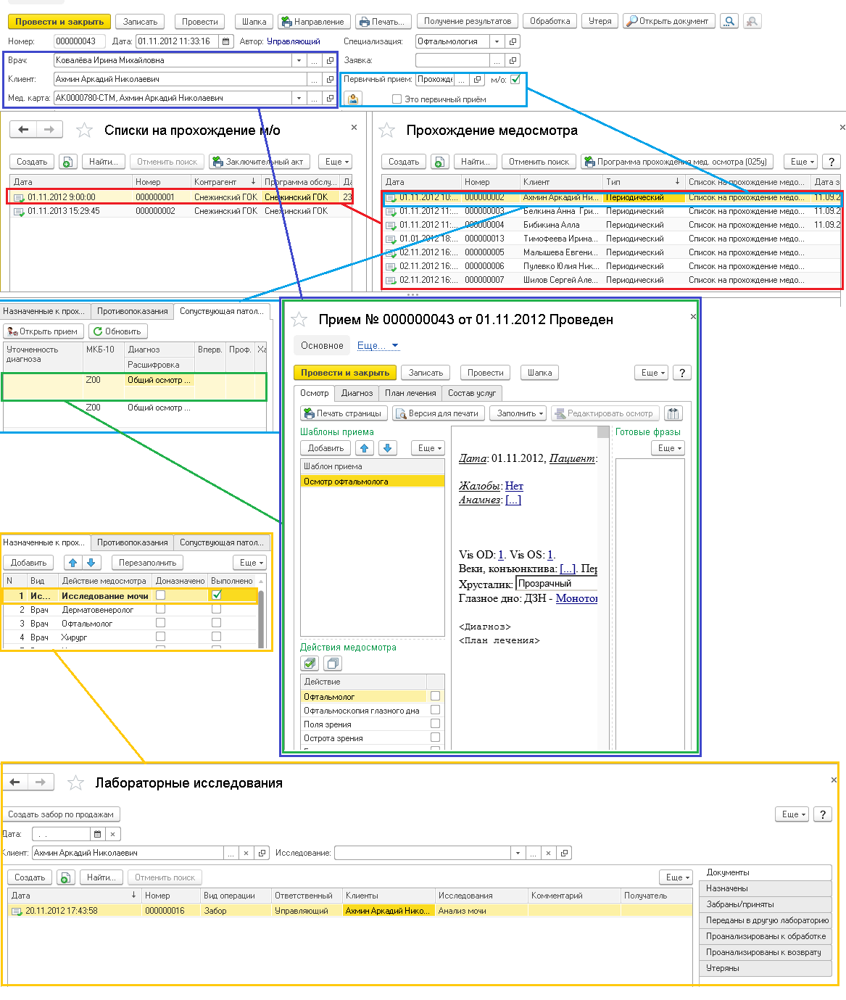 Провести и закрыть Записать Провести Шапка Направление Печать... Получение результатов Обработка Утеря Открыть документ
Номер: 000000043 Дата: 01.11.2012 11:33:16 Автор: Управляющий Специализация: Офтальмология
Врач: Ковалёва Ирина Михайловна ... Заявка: ...
Клиент: Ахмин Аркадий Николаевич ... Первичный прием: Прохожде ... м/о:
Мед. карта: АК0000780-СТМ, Ахмин Аркадий Николаевич ... Это первичный приём
Списки на прохождение м/о
Создать Найти... Отменить поиск Заключительный акт Еще
Дата Номер Контрагент Программа обслу... Да
01.11.2012 9:00:00 000000001 Снежинский ГОК Снежинский ГОК 23
01.11.2013 15:29:45 000000002 Снежинский ГОК Снежинский ГОК
Прохождение медосмотра
Создать Найти... Отменить поиск Программа прохождения мед. осмотра (025у) Еще ?
Дата Номер Клиент Тип Список на прохождение медо... Дата з
01.11.2012 10:... 000000002 Ахмин Аркадий Ни... Периодический Список на прохождение медо... 11.09.2
01.11.2012 11:... 000000003 Белкина Анна Гри... Периодический Список на прохождение медо... 11.09.2
01.11.2012 11:... 000000004 Бибикина Алла Периодический Список на прохождение медо... 11.09.2
01.01.2012 18:... 000000013 Тимофеева Ирина... Периодический Список на прохождение медо...
02.11.2012 16:... 000000005 Малышева Евгени... Периодический Список на прохождение медо...
02.11.2012 16:... 000000006 Пулевко Юлия Ник... Периодический Список на прохождение медо...
02.11.2012 16:... 000000007 Шилов Сергей Але... Периодический Список на прохождение медо...
Назначенные к прох... Противопоказания Сопуствующая патол...
Открыть прием Обновить
Уточненность диагноза МКБ-10 Диагноз Вперв. Проф. Ха
Расшифровка
Z00 Общий осмотр ...
Z00 Общий осмотр ...
Прием № 000000043 от 01.11.2012 Проведен
Основное Еще...
Провести и закрыть Записать Провести Шапка Еще ?
Осмотр Диагноз План лечения Состав услуг
Печать страницы Версия для печати Заполнить Редактировать осмотр
Шаблоны приема
Добавить Еще
Шаблон приема
Осмотр офтальмолога
Дата: 01.11.2012, Пациент:
Жалобы: Нет
Анамнез: [...]
Vis OD: 1. Vis OS: 1.
Веки, конъюнктива: [...]. Пер
Хрусталик: Прозрачный
Глазное дно: ДЗН - Монотон
<Диагноз>
<План лечения>
Готовые фразы
Еще
Действия медосмотра
Действие
Офтальмолог
Офтальмоскопия глазного дна
Поля зрения
Острота зрения
Назначенные к прох... Противопоказания Сопуствующая патол...
Добавить Перезаполнить Еще
N Вид Действие медосмотра Доназначено Выполнено
1 Ис... Исследование мочи
2 Врач Дерматовенеролог
3 Врач Офтальмолог
4 Врач Хирург
Лабораторные исследования
Создать забор по продажам Еще ?
Дата: . .
Клиент: Ахмин Аркадий Николаевич ... Исследование: ...
Создать Найти... Отменить поиск Еще
Дата Номер Вид операции Ответственный Клиенты Исследования Комментарий Получатель
20.11.2012 17:43:58 000000016 Забор Управляющий Ахмин Аркадий Нико... Анализ мочи
Документы
Назначены
Забраны/приняты
Переданы в другую лабораторию
Проанализированы к обработке
Проанализированы к возврату
Утеряны